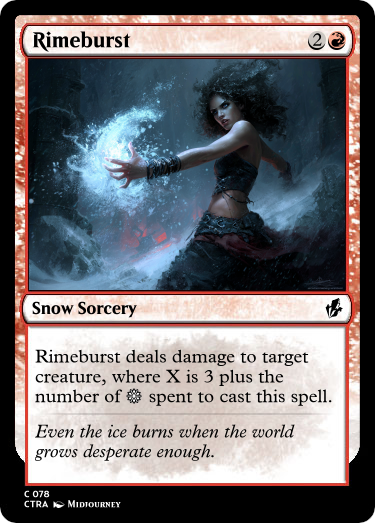 Rimeburst 2
Snow Sorcery
Rimeburst deals damage to target
creature, where X is 3 plus the
number of spent to cast this spell.
Even the ice burns when the world
grows desperate enough.
C 078
CTRA Midjourney